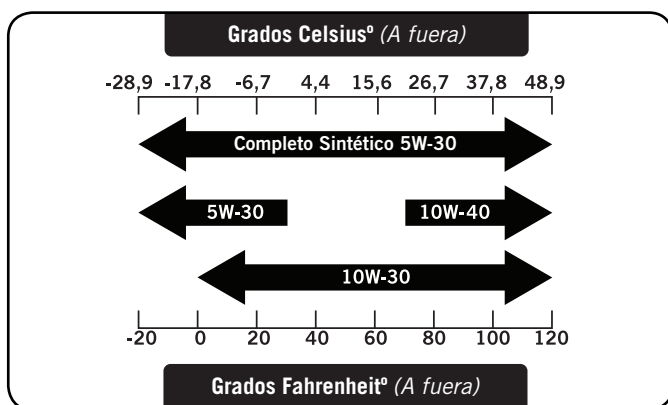 Grados Celsiusº (A fuera)
-28,9 -17,8 -6,7 4,4 15,6 26,7 37,8 48,9
Completo Sintético 5W-30
5W-30 10W-40
10W-30
-20 0 20 40 60 80 100 120
Grados Fahrenheitº (A fuera)